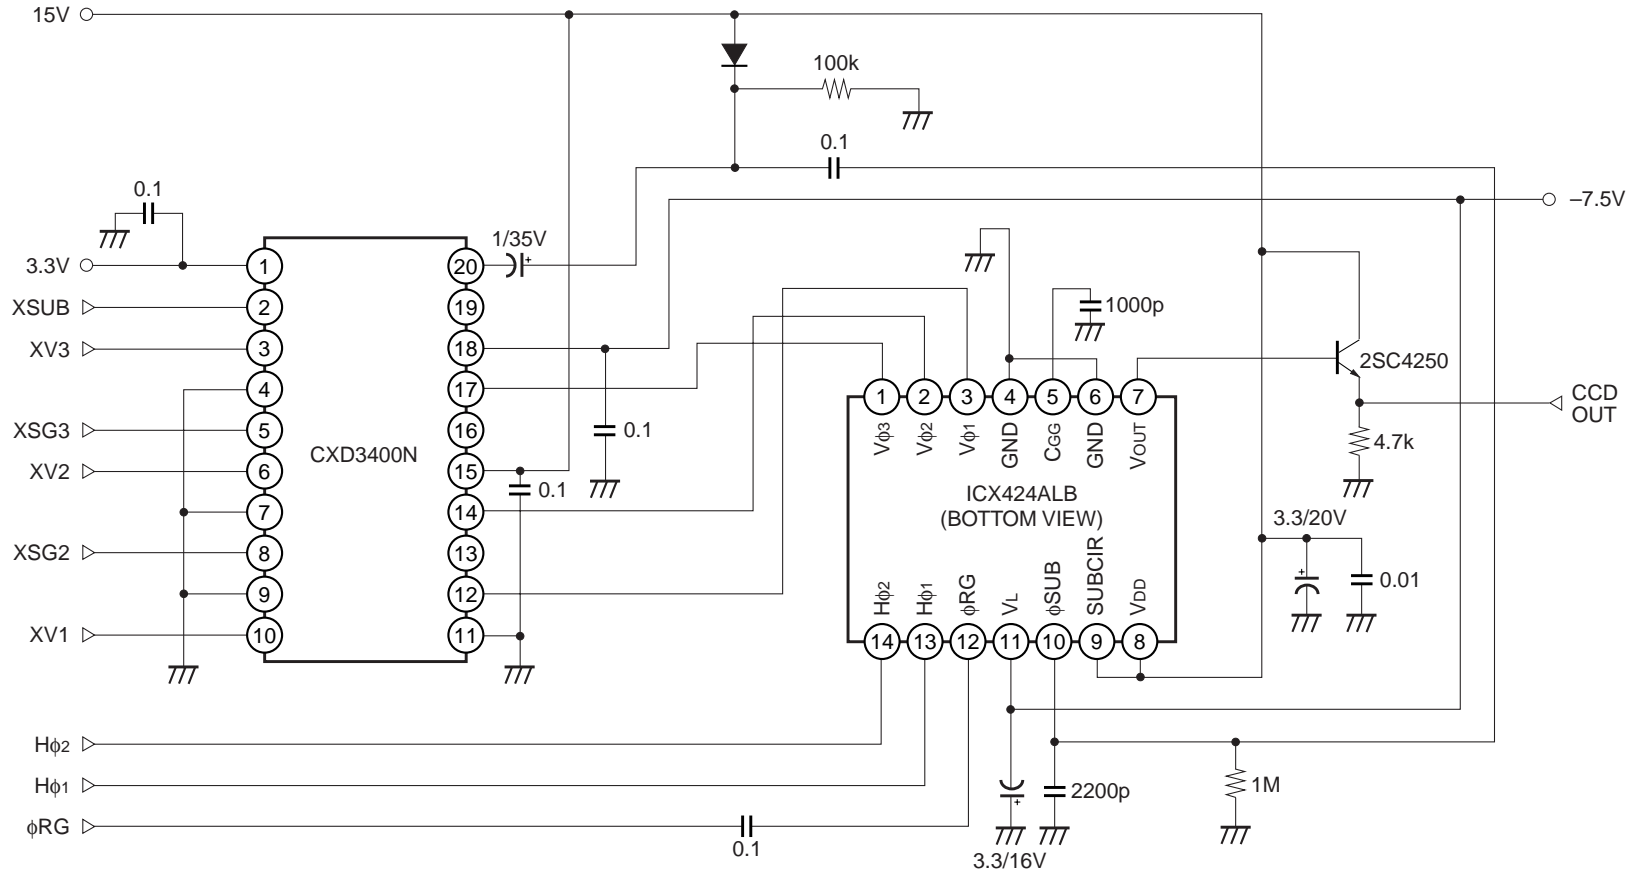 15V
100k
0.1
0.1
–7.5V
1/35V
3.3V
1
20
1000p
XSUB
2
19
XV3
3
18
2SC4250
4
17
1
2
3
4
5
6
7
CCD
OUT
XSG3
5
16
0.1
Vϕ3
Vϕ2
Vϕ1
GND
CGG
GND
VOUT
4.7k
CXD3400N
XV2
6
15
0.1
ICX424ALB
(BOTTOM VIEW)
7
14
3.3/20V
XSG2
8
13
0.01
9
12
Hϕ2
Hϕ1
ϕRG
VL
ϕSUB
SUBCIR
VDD
XV1
10
11
14
13
12
11
10
9
8
Hϕ2
Hϕ1
2200p
1M
ϕRG
0.1
3.3/16V